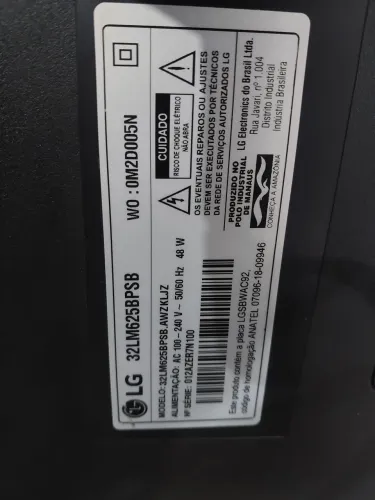 LG 32LM625BPSB
WO : 0M2D005N
MODELO: 32LM625BPSB.AWZKLJZ
ALIMENTAÇÃO: AC 100-240 V ~ 50/60 Hz 48 W
Nº SÉRIE: 012AZER7N100
CUIDADO
RISCO DE CHOQUE ELÉTRICO
NÃO ABRA
OS EVENTUAIS REPAROS OU AJUSTES
DEVEM SER EXECUTADOS POR TÉCNICOS
DA REDE DE SERVIÇOS AUTORIZADOS LG
PRODUZIDO NO
POLO INDUSTRIAL
DE MANAUS
CONHEÇA A AMAZÔNIA
LG Electronics do Brasil Ltda.
Rua Javari, nº 1.004
Distrito Industrial
Indústria Brasileira
Este produto contém a placa LGSBWAC92,
código de homologação ANATEL 07096-18-09946